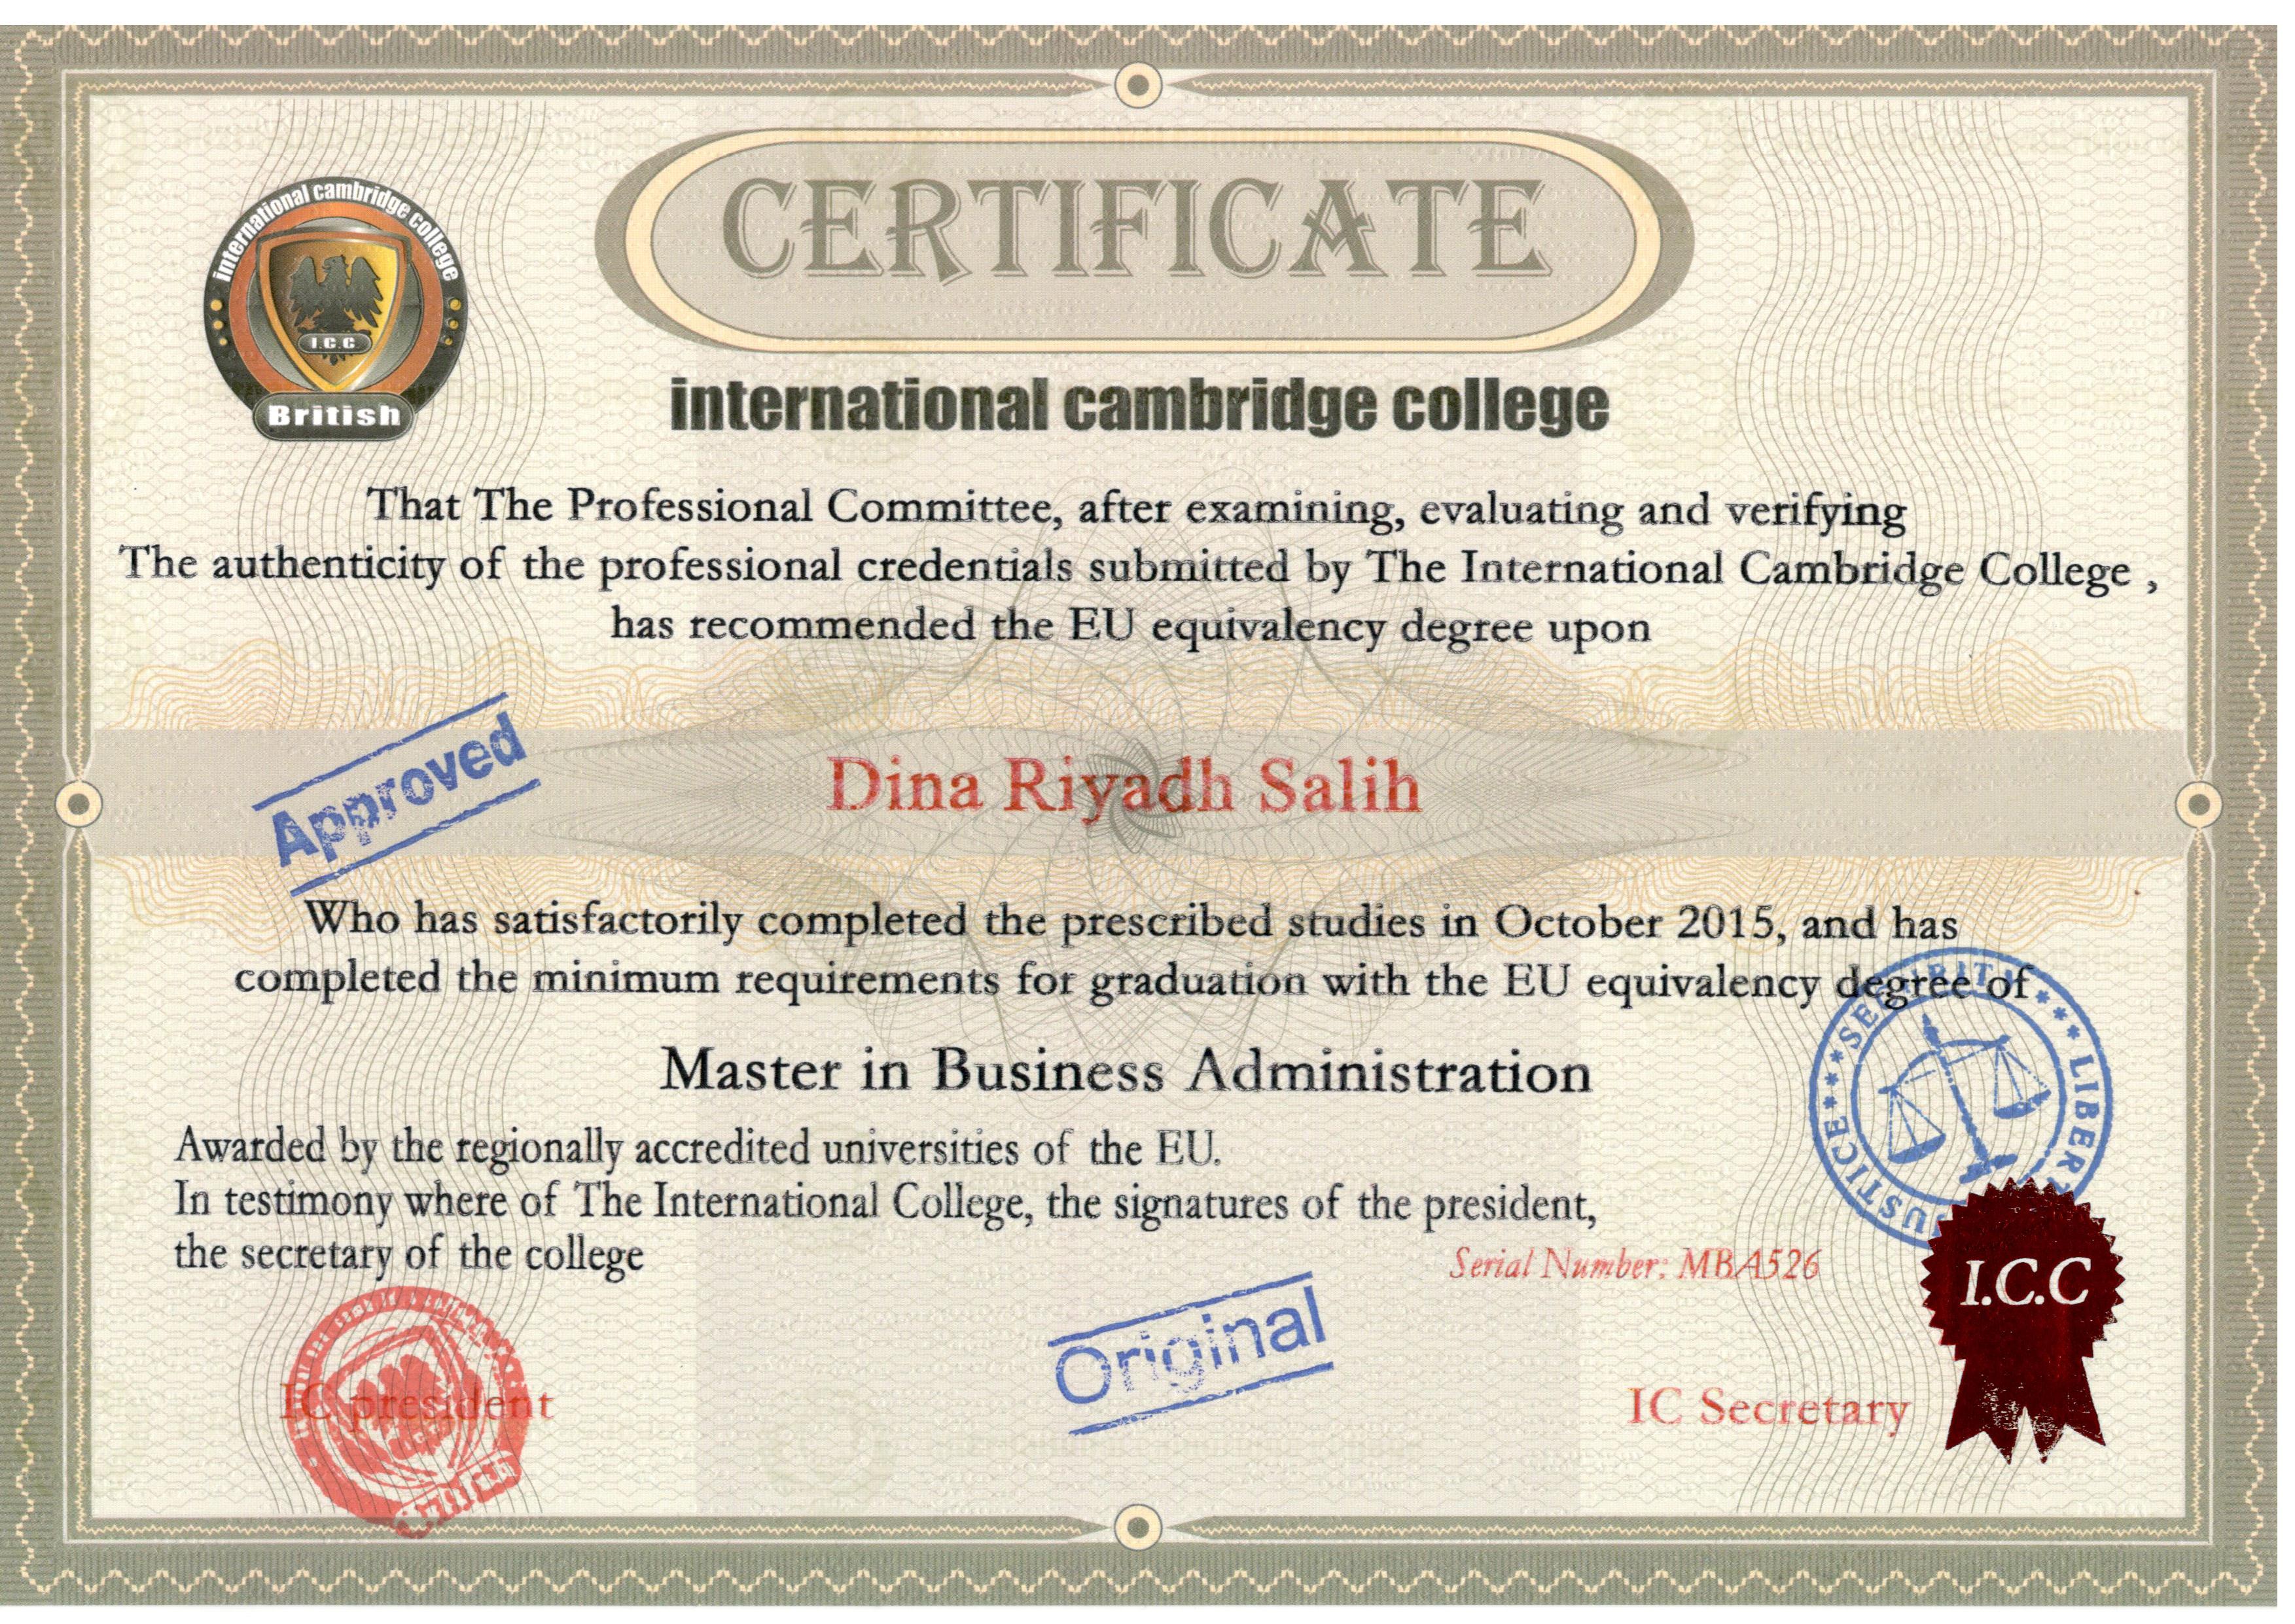 CERTIFICATE
international cambridge college
I.C.C
British
international cambridge college
That The Professional Committee, after examining, evaluating and verifying
The authenticity of the professional credentials submitted by The International Cambridge College ,
has recommended the EU equivalency degree upon
Approved
Dina Riyadh Salih
Who has satisfactorily completed the prescribed studies in October 2015, and has
completed the minimum requirements for graduation with the EU equivalency degree of
Master in Business Administration
Awarded by the regionally accredited universities of the EU.
In testimony where of The International College, the signatures of the president,
the secretary of the college
Serial Number: MBA526
I.C.C
Original
IC president
IC Secretary